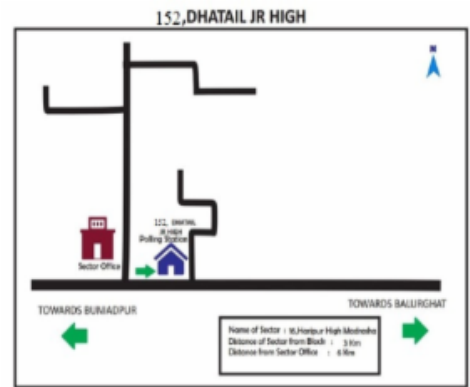 152,DHATAIL JR HIGH
N
152, DHATAIL
JR HIGH
Polling Station
Sector Office
TOWARDS BUNIADPUR
TOWARDS BALURGHAT
Name of Sector : 16,Haripur High Madrasha
Distance of Sector from Block : 3 Km
Distance from Sector Office : 6 Km